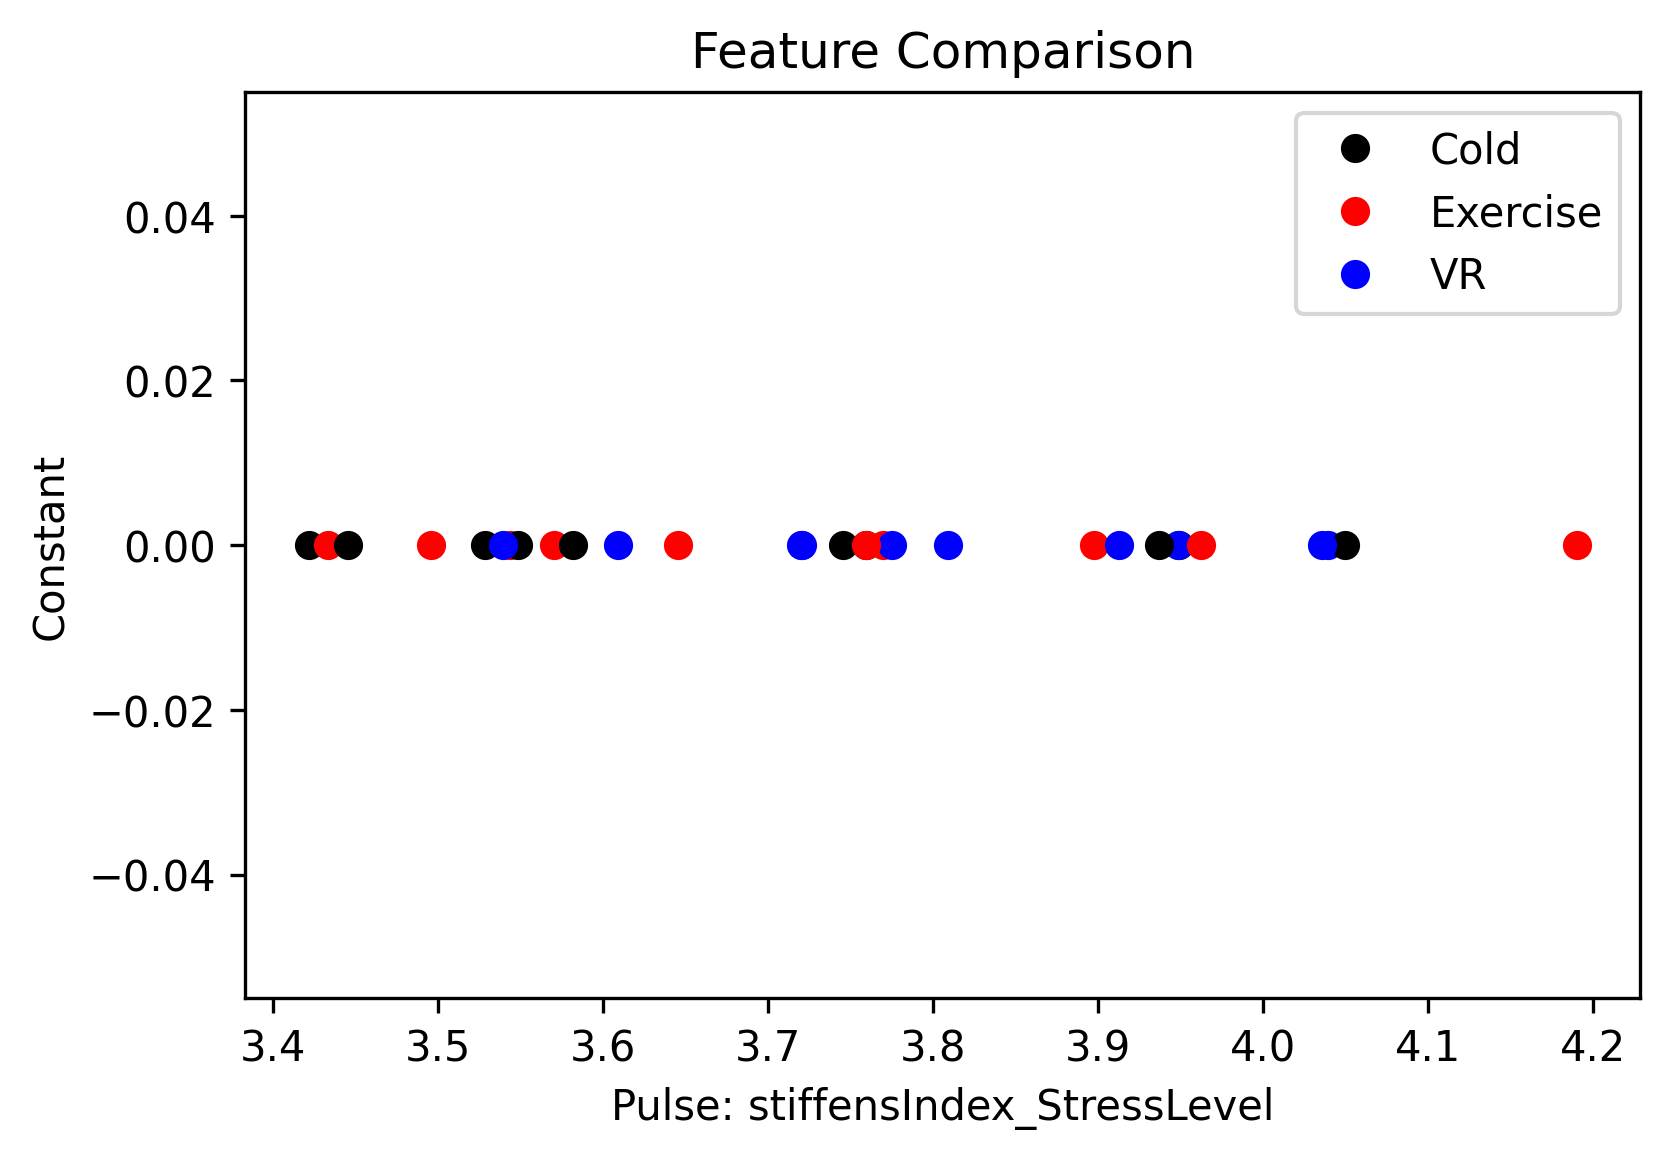 Feature Comparison
Cold
Exercise
VR
0.04
0.02
0.00
−0.02
−0.04
Constant
3.4 3.5 3.6 3.7 3.8 3.9 4.0 4.1 4.2
Pulse: stiffensIndex_StressLevel